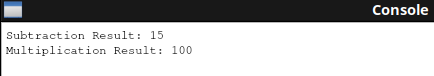 Console
Subtraction Result: 15
Multiplication Result: 100